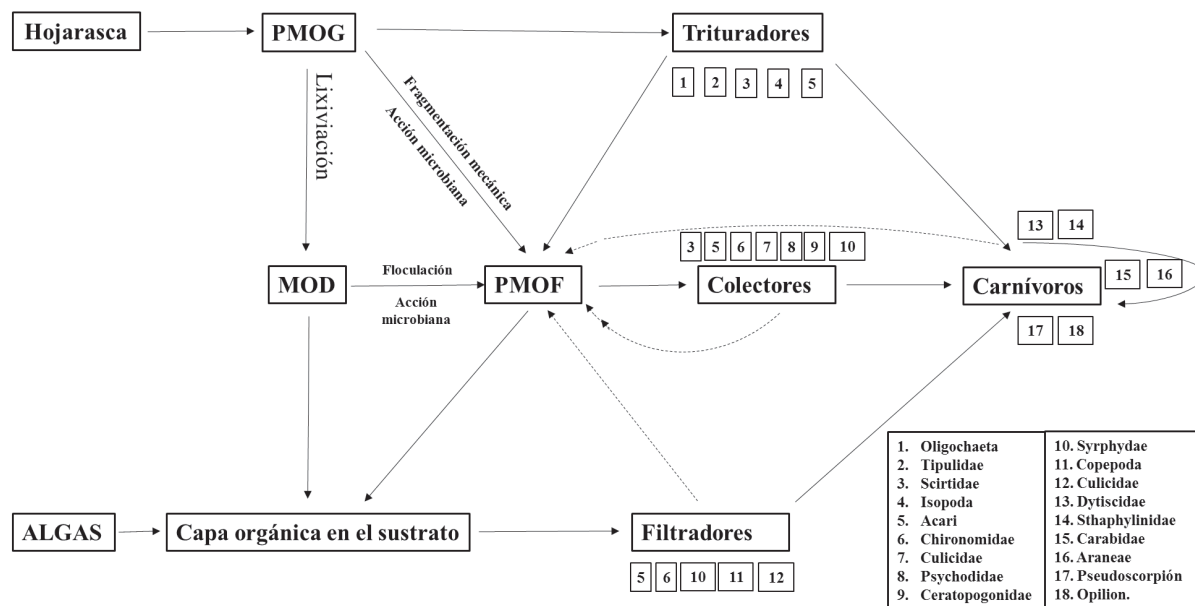 Hojarasca
PMOG
Trituradores
1 2 3 4 5
Lixiviación
Fragmentación mecánica
Acción microbiana
13 14
3 5 6 7 8 9 10
15 16
MOD
Floculación
Acción
microbiana
PMOF
Colectores
Carnívoros
17 18
ALGAS
Capa orgánica en el sustrato
Filtradores
5 6 10 11 12
1. Oligochaeta
2. Tipulidae
3. Scirtidae
4. Isopoda
5. Acari
6. Chironomidae
7. Culicidae
8. Psychodidae
9. Ceratopogonidae
10. Syrphydae
11. Copepoda
12. Culicidae
13. Dytiscidae
14. Sthaphylinidae
15. Carabidae
16. Araneae
17. Pseudoscorpión
18. Opilion.